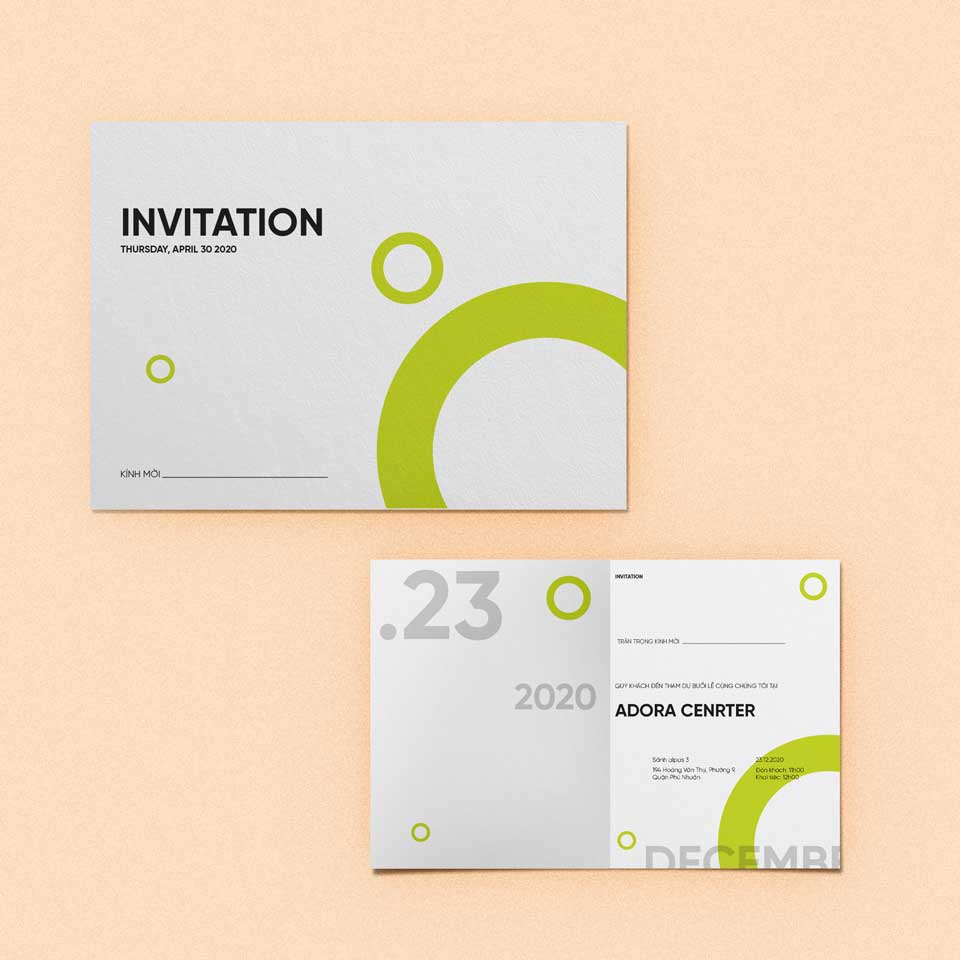 INVITATION
THURSDAY, APRIL 30 2020
KÍNH MỜI
.23
2020
INVITATION
TRÂN TRỌNG KÍNH MỜI
QUÝ KHÁCH ĐẾN THAM DỰ BUỔI LỄ CÙNG CHÚNG TÔI TẠI
ADORA CENRTER
Sảnh alpus 3
194 Hoàng Văn Thụ, Phường 9,
Quận Phú Nhuận
23.12.2020
Đón khách: 11h00
Khai tiệc: 12h00
DECEMBE